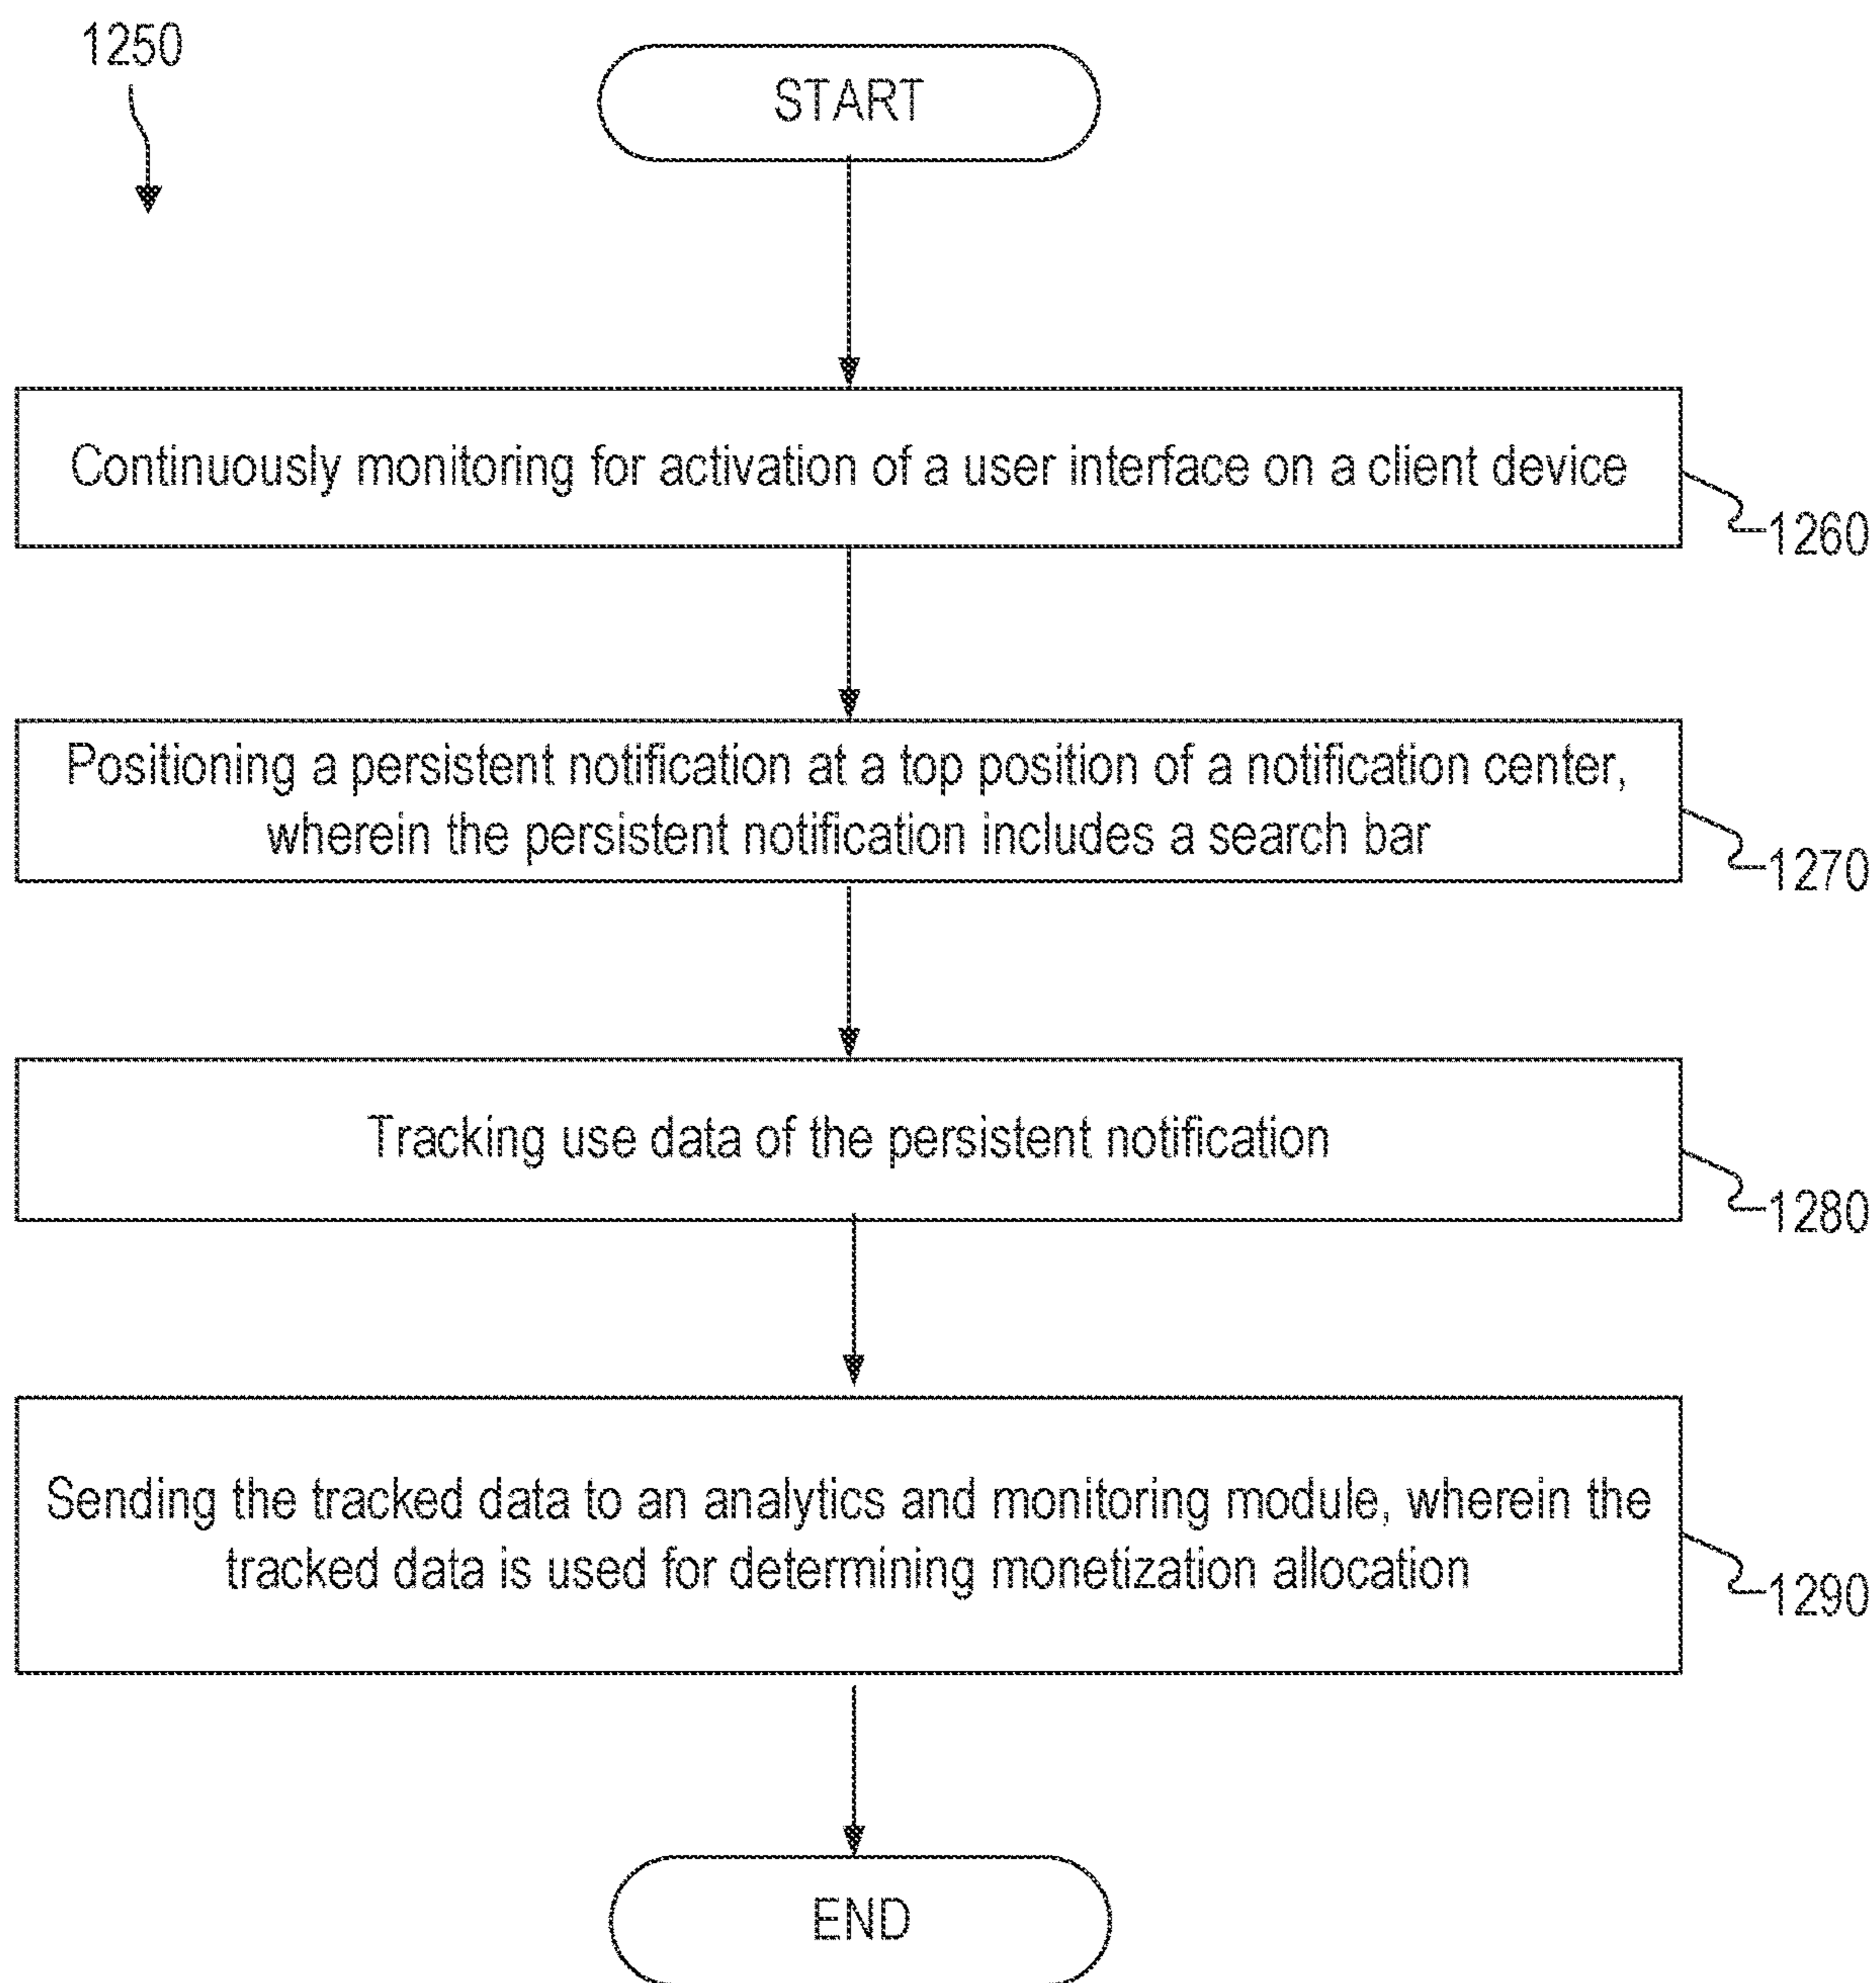 1250
START
Continuously monitoring for activation of a user interface on a client device
1260
Positioning a persistent notification at a top position of a notification center,
wherein the persistent notification includes a search bar
1270
Tracking use data of the persistent notification
1280
Sending the tracked data to an analytics and monitoring module, wherein the
tracked data is used for determining monetization allocation
1290
END